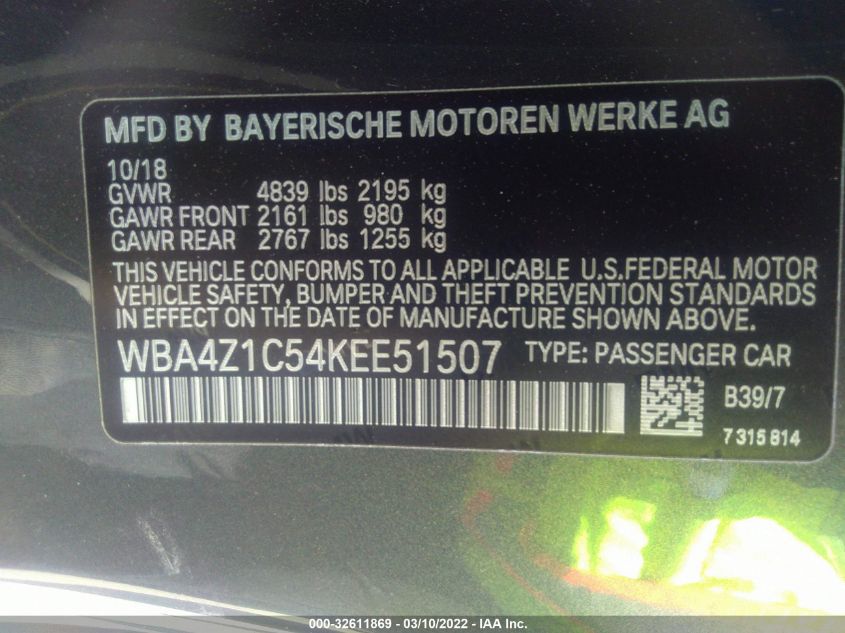 MFD BY BAYERISCHE MOTOREN WERKE AG
10/18
GVWR 4839 lbs 2195 kg
GAWR FRONT 2161 lbs 980 kg
GAWR REAR 2767 lbs 1255 kg
THIS VEHICLE CONFORMS TO ALL APPLICABLE U.S.FEDERAL MOTOR
VEHICLE SAFETY, BUMPER AND THEFT PREVENTION STANDARDS
IN EFFECT ON THE DATE OF MANUFACTURE SHOWN ABOVE.
WBA4Z1C54KEE51507 TYPE: PASSENGER CAR
B39/7
7315814
000-32611869 - 03/10/2022 - IAA Inc.